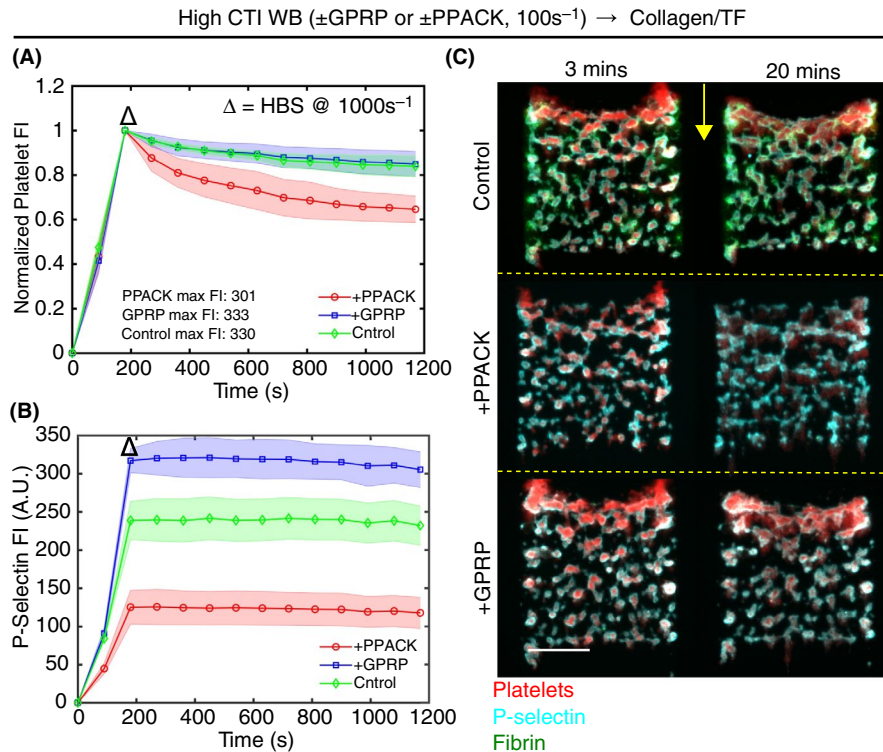 High CTI WB (±GPRP or ±PPACK, 100s⁻¹) → Collagen/TF
(A)
Normalized Platelet FI
1.2
1
0.8
0.6
0.4
0.2
0
Δ
Δ = HBS @ 1000s⁻¹
PPACK max FI: 301
GPRP max FI: 333
Control max FI: 330
+PPACK
+GPRP
Cntrol
0 200 400 600 800 1000 1200
Time (s)
(B)
P-Selectin FI (A.U.)
350
300
250
200
150
100
50
0
Δ
+PPACK
+GPRP
Cntrol
0 200 400 600 800 1000 1200
Time (s)
(C)
3 mins 20 mins
Control
+PPACK
+GPRP
Platelets
P-selectin
Fibrin